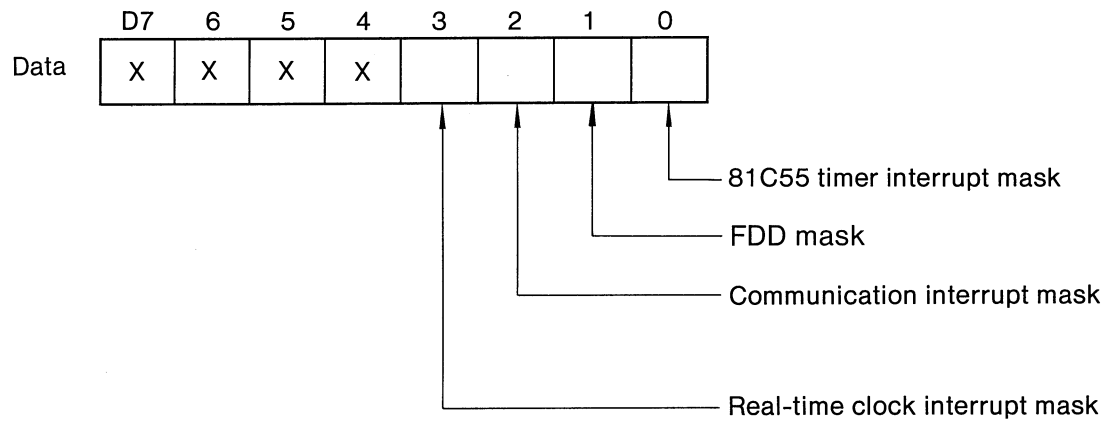 D7 6 5 4 3 2 1 0
Data X X X X
81C55 timer interrupt mask
FDD mask
Communication interrupt mask
Real-time clock interrupt mask